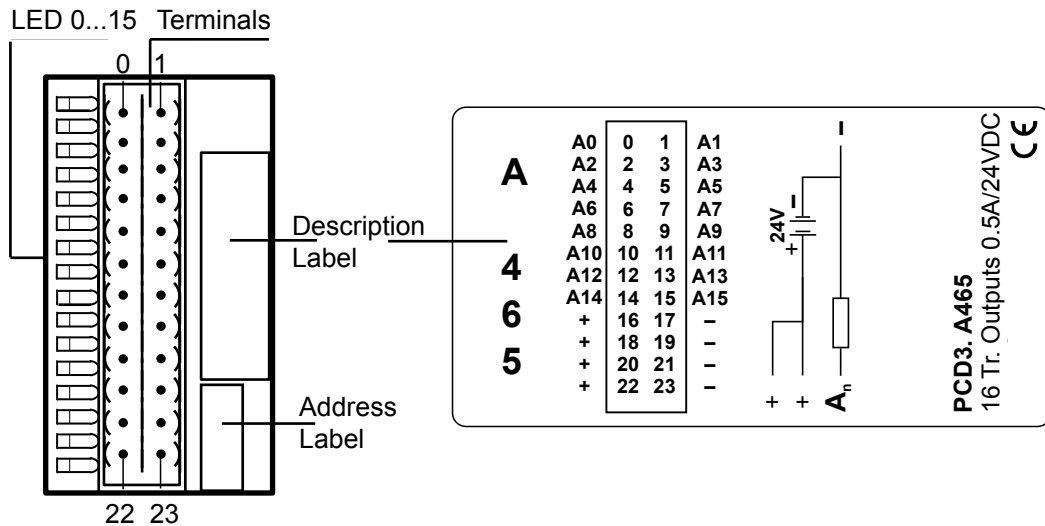 LED 0...15 Terminals
0 1
22 23
Description
Label
Address
Label
A
4
6
5
A0 0 1 A1
A2 2 3 A3
A4 4 5 A5
A6 6 7 A7
A8 8 9 A9
A10 10 11 A11
A12 12 13 A13
A14 14 15 A15
+ 16 17 –
+ 18 19 –
+ 20 21 –
+ 22 23 –
–
–
24V
+
+ + An
PCD3. A465
16 Tr. Outputs 0.5A/24VDC
CE